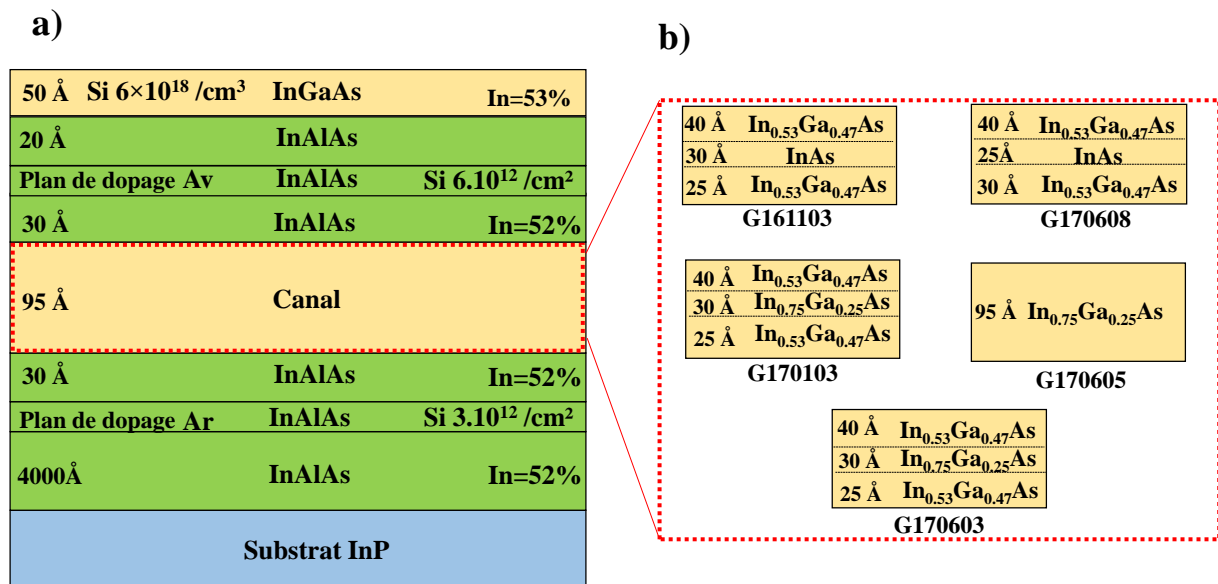 a)
50 Å Si 6×10¹⁸ /cm³ InGaAs In=53%
20 Å InAlAs
Plan de dopage Av InAlAs Si 6.10¹² /cm²
30 Å InAlAs In=52%
95 Å Canal
30 Å InAlAs In=52%
Plan de dopage Ar InAlAs Si 3.10¹² /cm²
4000Å InAlAs In=52%
Substrat InP
b)
40 Å In₀.₅₃Ga₀.₄₇As
30 Å InAs
25 Å In₀.₅₃Ga₀.₄₇As
G161103
40 Å In₀.₅₃Ga₀.₄₇As
25Å InAs
30 Å In₀.₅₃Ga₀.₄₇As
G170608
40 Å In₀.₅₃Ga₀.₄₇As
30 Å In₀.₇₅Ga₀.₂₅As
25 Å In₀.₅₃Ga₀.₄₇As
G170103
95 Å In₀.₇₅Ga₀.₂₅As
G170605
40 Å In₀.₅₃Ga₀.₄₇As
30 Å In₀.₇₅Ga₀.₂₅As
25 Å In₀.₅₃Ga₀.₄₇As
G170603